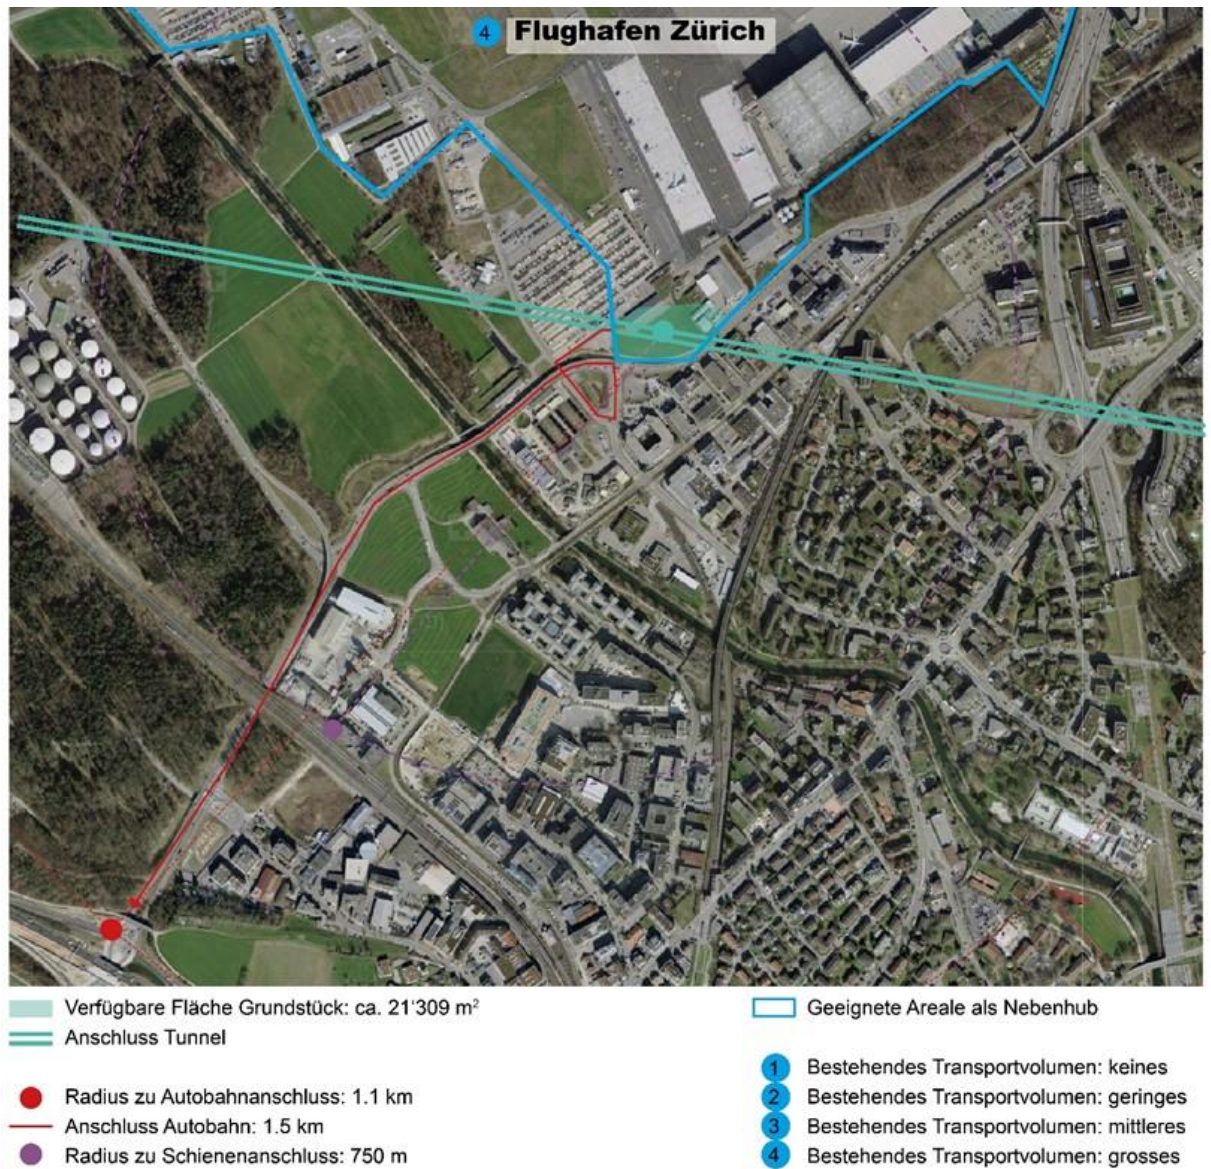 4 Flughafen Zürich
Verfügbare Fläche Grundstück: ca. 21'309 m²
Anschluss Tunnel
Radius zu Autobahnanschluss: 1.1 km
Anschluss Autobahn: 1.5 km
Radius zu Schienenanschluss: 750 m
Geeignete Areale als Nebenhub
1 Bestehendes Transportvolumen: keines
2 Bestehendes Transportvolumen: geringes
3 Bestehendes Transportvolumen: mittleres
4 Bestehendes Transportvolumen: grosses